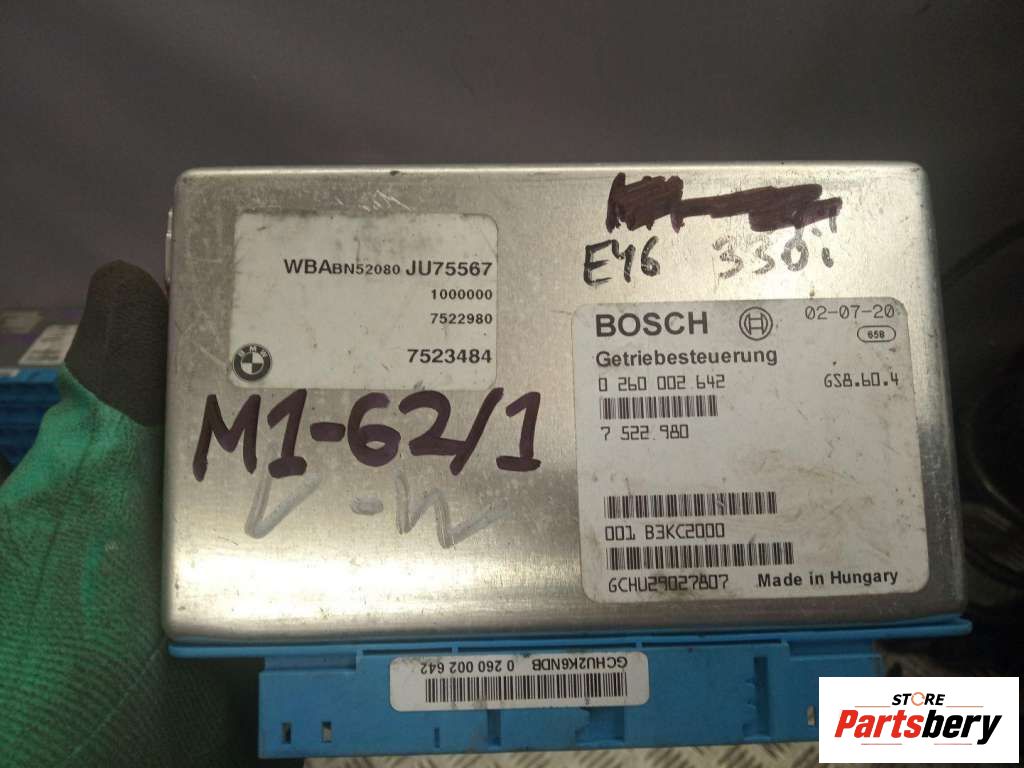 E46 330i
WBABN52080 JU75567
1000000
7522980
7523484
BMW
M1-62/1
BOSCH
02-07-20
658
Getriebesteuerung
0 260 002 642
GS8.60.4
7 522 980
001 B3KC2000
GCHU29027807
Made in Hungary
GCHU2K6NDB 0 260 002 642
STORE
Partsbery